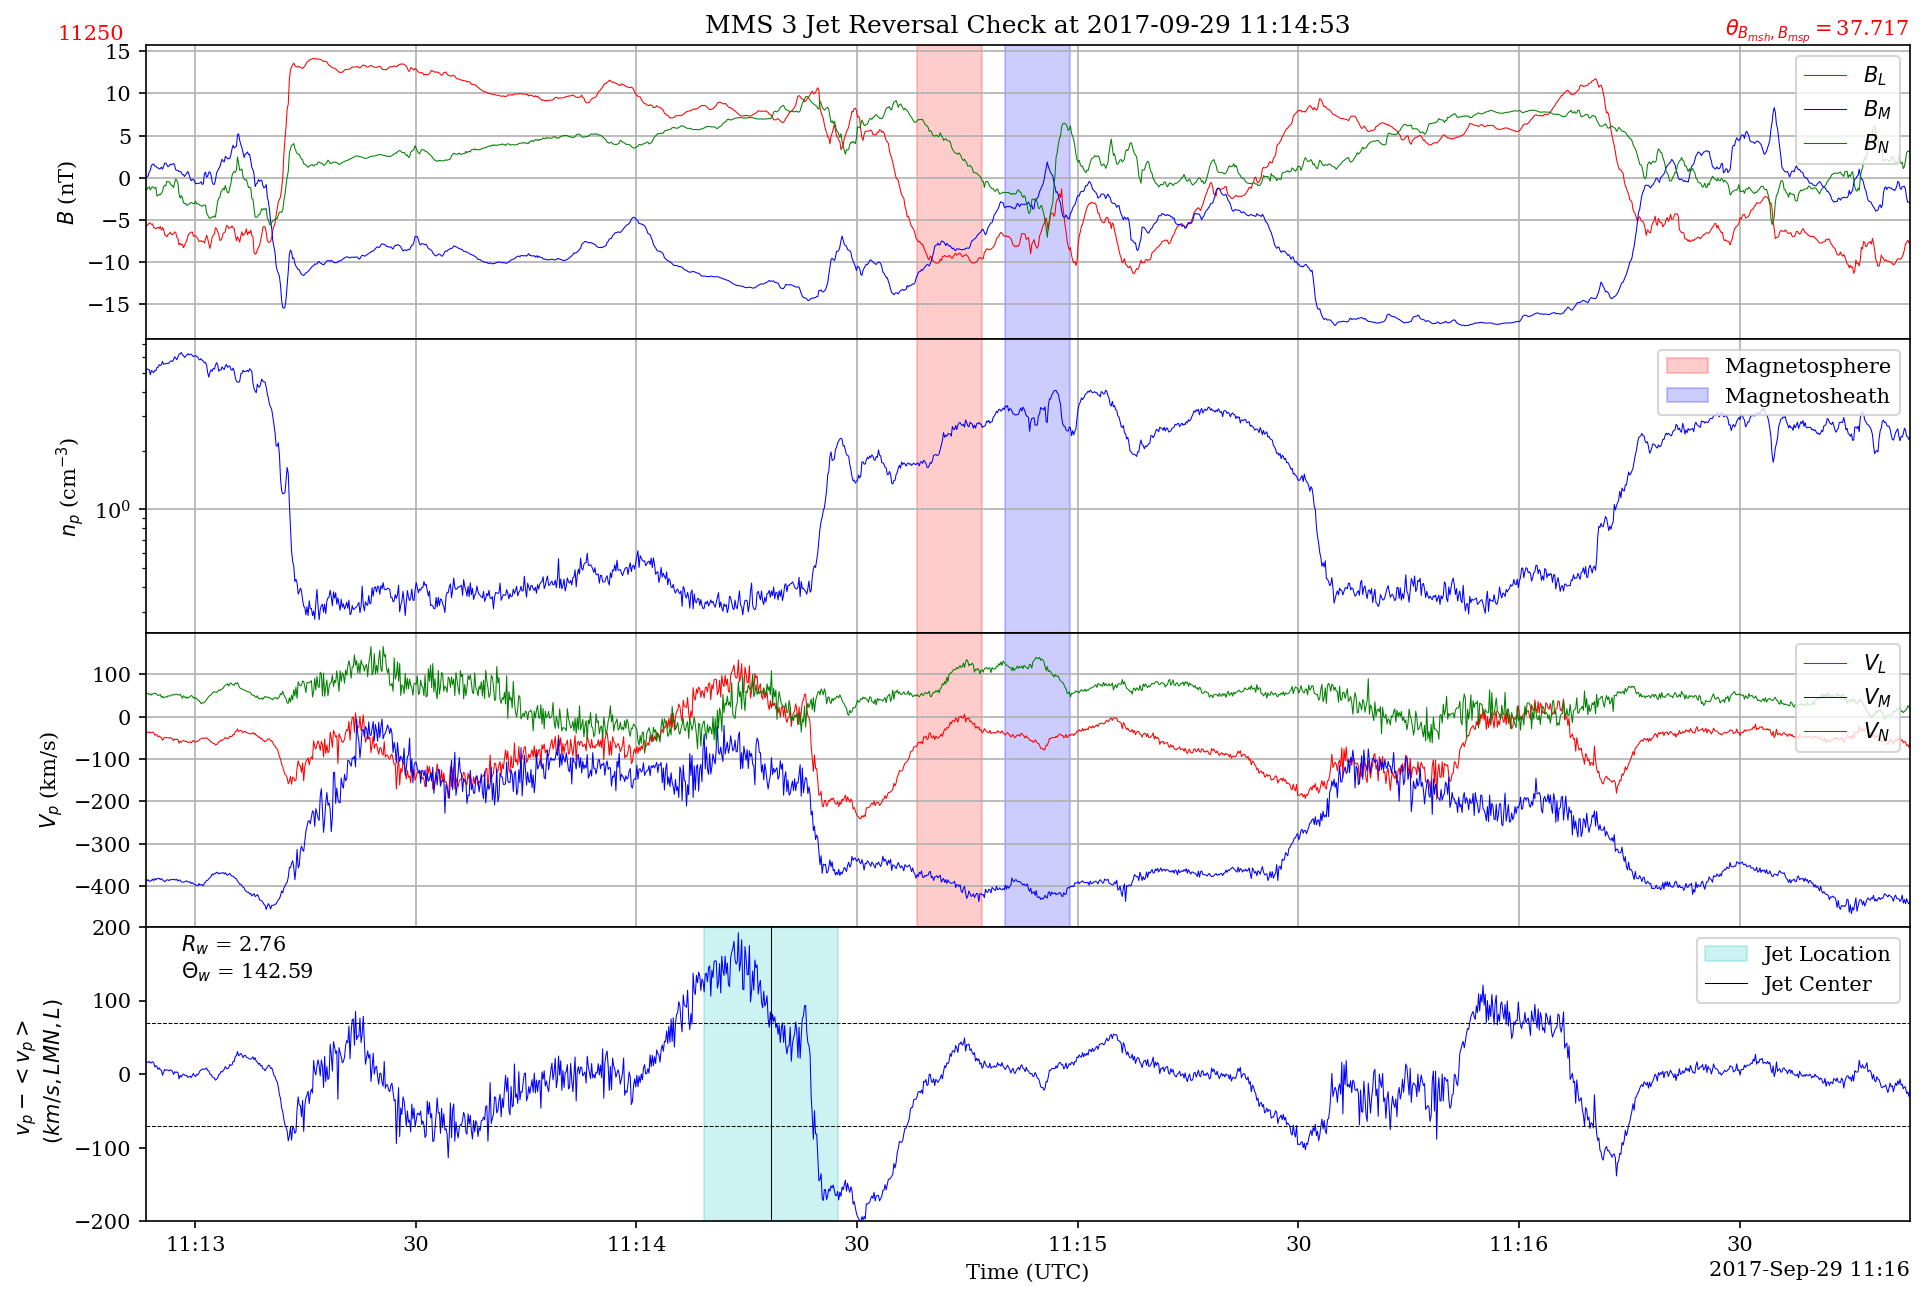 MMS 3 Jet Reversal Check at 2017-09-29 11:14:53
11250
θ_{B_{msh}, B_{msp}} = 37.717
15
10
5
0
−5
−10
−15
B (nT)
B_L
B_M
B_N
10^0
n_p (cm^{−3})
Magnetosphere
Magnetosheath
100
0
−100
−200
−300
−400
V_p (km/s)
V_L
V_M
V_N
200
100
0
−100
−200
v_p − < v_p >
(km/s, LMN, L)
R_w = 2.76
Θ_w = 142.59
Jet Location
Jet Center
11:13
30
11:14
30
11:15
30
11:16
30
Time (UTC)
2017-Sep-29 11:16